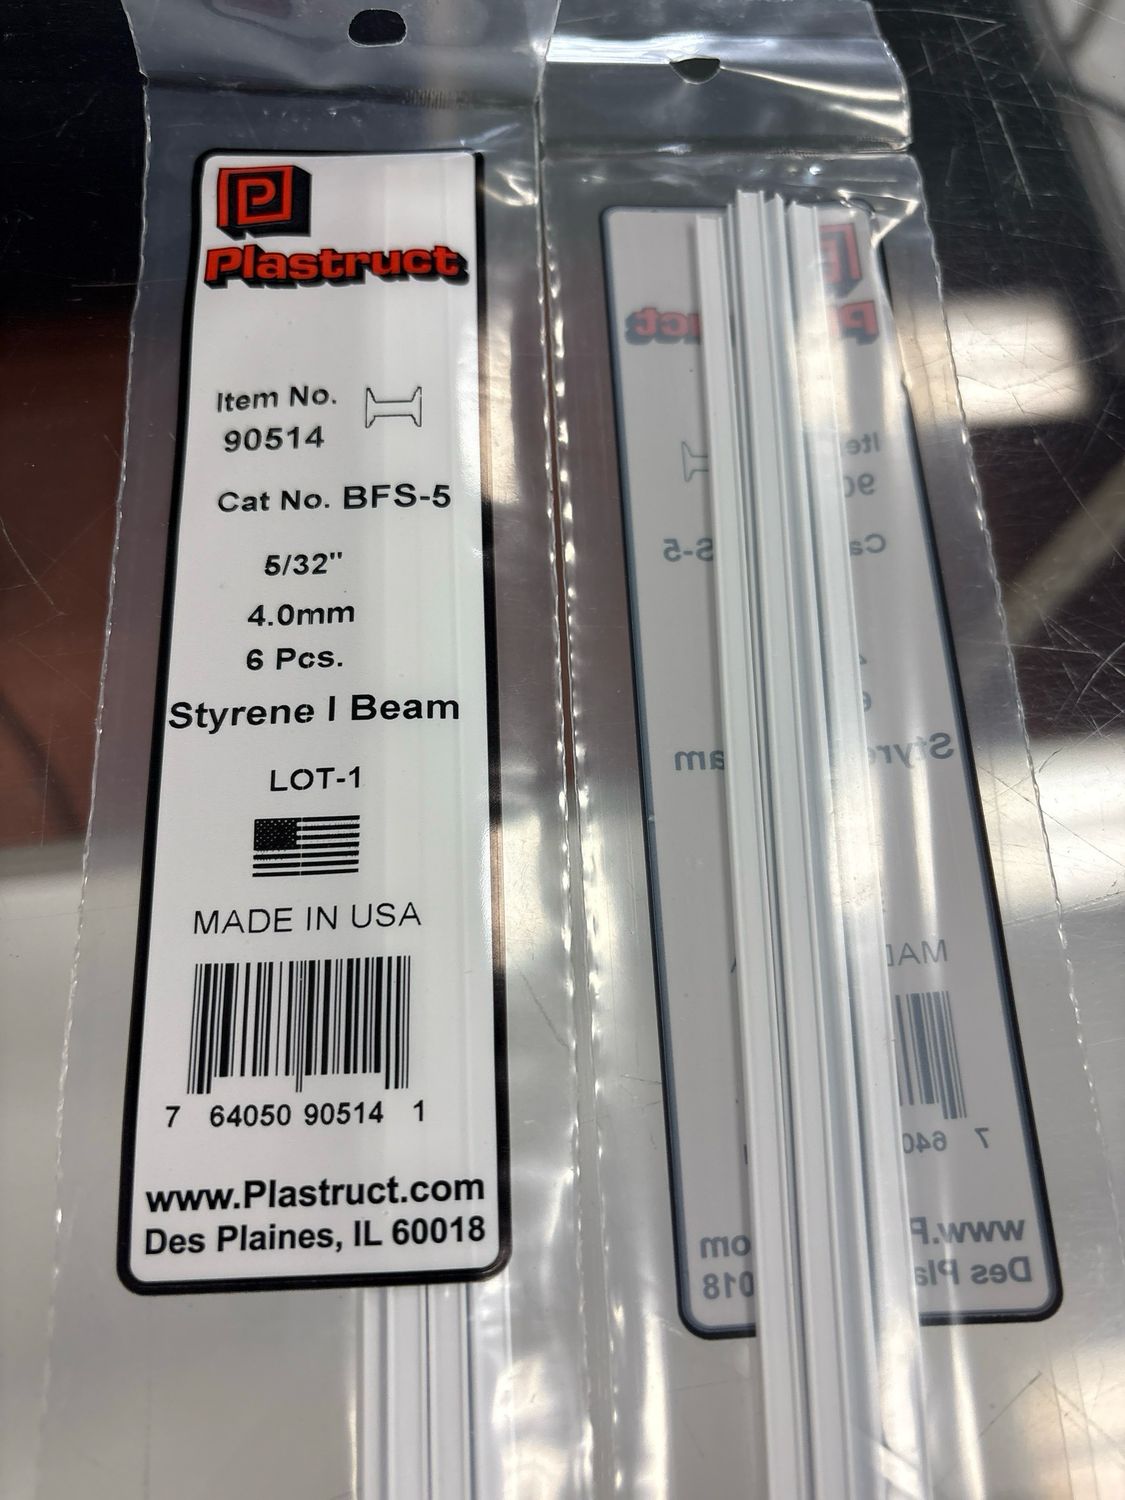 P
Plastruct
Item No.
90514
Cat No. BFS-5
5/32"
4.0mm
6 Pcs.
Styrene I Beam
LOT-1
MADE IN USA
7 64050 90514 1
www.Plastruct.com
Des Plaines, IL 60018